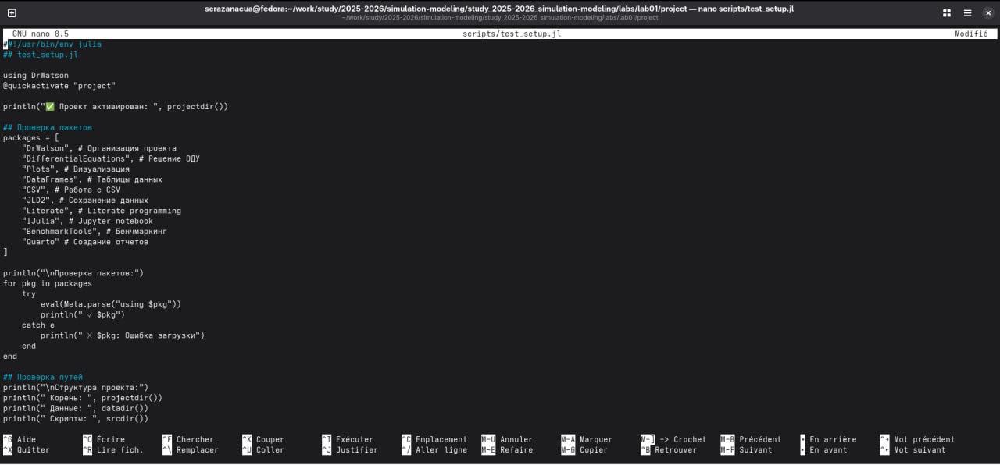 serazanacua@fedora:~/work/study/2025-2026/simulation-modeling/study_2025-2026_simulation-modeling/labs/lab01/project — nano scripts/test_setup.jl
~/work/study/2025-2026/simulation-modeling/study_2025-2026_simulation-modeling/labs/lab01/project
GNU nano 8.5 scripts/test_setup.jl Modifié
##!/usr/bin/env julia
## test_setup.jl

using DrWatson
@quickactivate "project"

println("✅ Проект активирован: ", projectdir())

## Проверка пакетов
packages = [
    "DrWatson", # Организация проекта
    "DifferentialEquations", # Решение ОДУ
    "Plots", # Визуализация
    "DataFrames", # Таблицы данных
    "CSV", # Работа с CSV
    "JLD2", # Сохранение данных
    "Literate", # Literate programming
    "IJulia", # Jupyter notebook
    "BenchmarkTools", # Бенчмаркинг
    "Quarto" # Создание отчетов
]

println("\nПроверка пакетов:")
for pkg in packages
    try
        eval(Meta.parse("using $pkg"))
        println(" ✓ $pkg")
    catch e
        println(" ✗ $pkg: Ошибка загрузки")
    end
end

## Проверка путей
println("\nСтруктура проекта:")
println(" Корень: ", projectdir())
println(" Данные: ", datadir())
println(" Скрипты: ", srcdir())

^G Aide ^O Écrire ^F Chercher ^K Couper ^T Exécuter ^C Emplacement M-U Annuler M-A Marquer M-] -> Crochet M-B Précédent ◂ En arrière ^◂ Mot précédent
^X Quitter ^R Lire fich. ^\ Remplacer ^U Coller ^J Justifier ^/ Aller ligne M-E Refaire M-6 Copier ^B Retrouver M-F Suivant ▸ En avant ^▸ Mot suivant